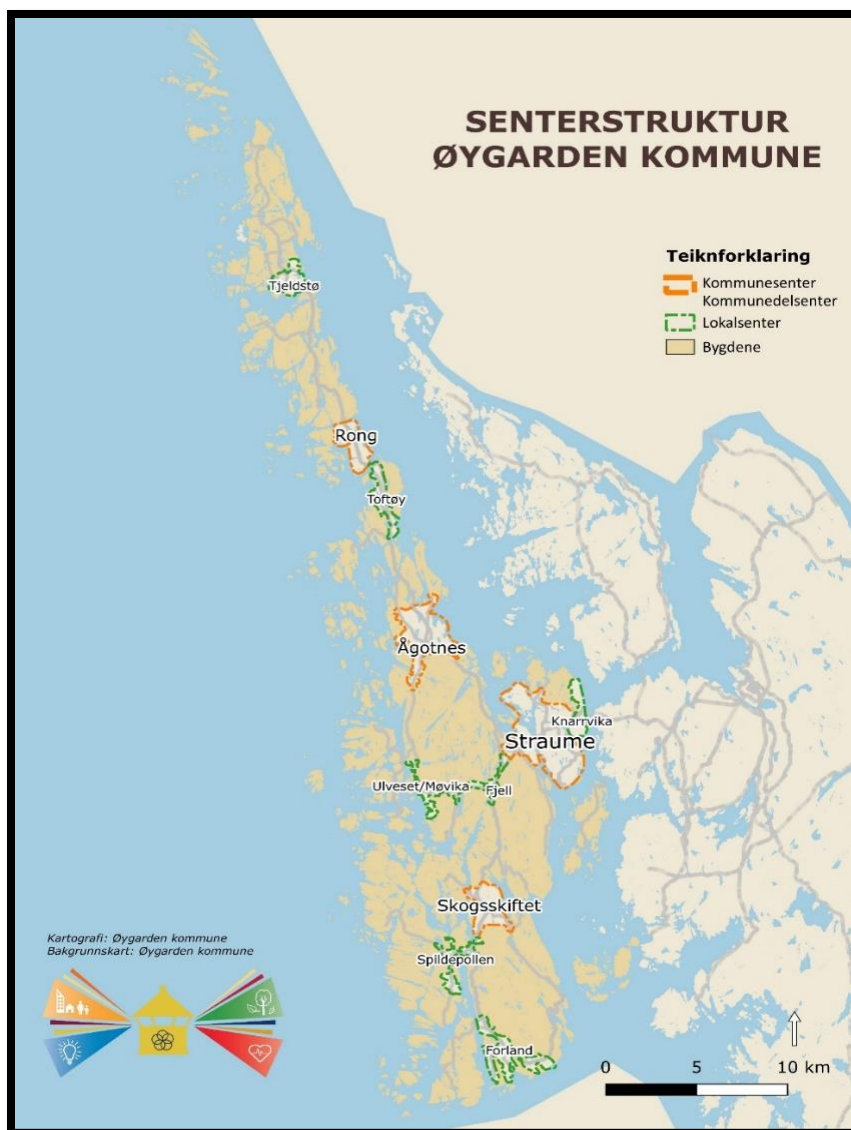 SENTERSTRUKTUR
ØYGARDEN KOMMUNE
Teiknforklaring
Kommunesenter
Kommunedelsenter
Lokalsenter
Bygdene
Tjeldstø
Rong
Toftøy
Ågotnes
Knarrvika
Straume
Ulveset/Møvika
Fjell
Skogsskiftet
Spildepollen
Forland
Kartografi: Øygarden kommune
Bakgrunnskart: Øygarden kommune
0 5 10 km